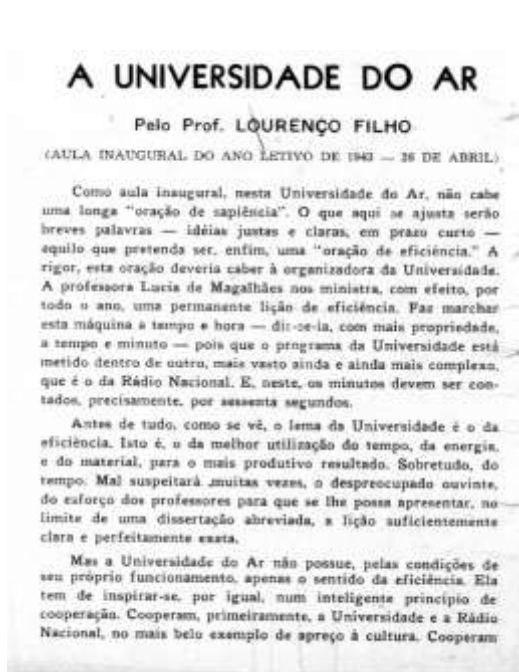 A UNIVERSIDADE DO AR
Pelo Prof. LOURENÇO FILHO
(AULA INAUGURAL DO ANO LETIVO DE 1943 — 26 DE ABRIL)
Como aula inaugural, nesta Universidade do Ar, não cabe
uma longa "oração de sapiência". O que aqui se ajusta serão
breves palavras — idéias justas e claras, em prazo curto —
aquilo que pretenda ser, enfim, uma "oração de eficiência." A
rigor, esta oração deveria caber à organizadora da Universidade.
A professora Lucia de Magalhães nos ministra, com efeito, por
todo o ano, uma permanente lição de eficiência. Faz marchar
esta máquina a tempo e hora — dir-se-ia, com mais propriedade,
a tempo e minuto — pois que o programa da Universidade está
metido dentro de outro, mais vasto ainda e ainda mais complexo,
que é o da Rádio Nacional. E, neste, os minutos devem ser con-
tados, precisamente, por sessenta segundos.
Antes de tudo, como se vê, o lema da Universidade é o da
eficiência. Isto é, o da melhor utilização do tempo, da energia,
e do material, para o mais produtivo resultado. Sobretudo, do
tempo. Mal suspeitará muitas vezes, o despreocupado ouvinte,
do esforço dos professores para que se lhe possa apresentar, no
limite de uma dissertação abreviada, a lição suficientemente
clara e perfeitamente exata.
Mas a Universidade do Ar não possue, pelas condições de
seu próprio funcionamento, apenas o sentido da eficiência. Ela
tem de inspirar-se, por igual, num inteligente princípio de
cooperação. Cooperam, primeiramente, a Universidade e a Rádio
Nacional, no mais belo exemplo de apreço à cultura. Cooperam